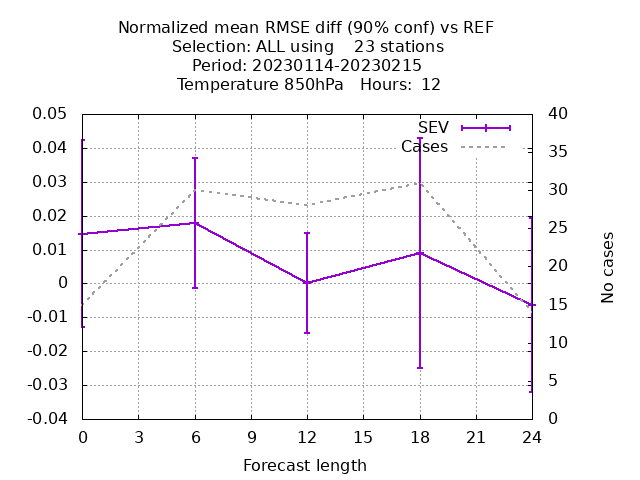 Normalized mean RMSE diff (90% conf) vs REF
Selection: ALL using    23 stations
Period: 20230114-20230215
Temperature 850hPa   Hours:  12
0.05
0.04
0.03
0.02
0.01
0
-0.01
-0.02
-0.03
-0.04
SEV
Cases
40
35
30
25
20
15
10
5
0
No cases
0 3 6 9 12 15 18 21 24
Forecast length